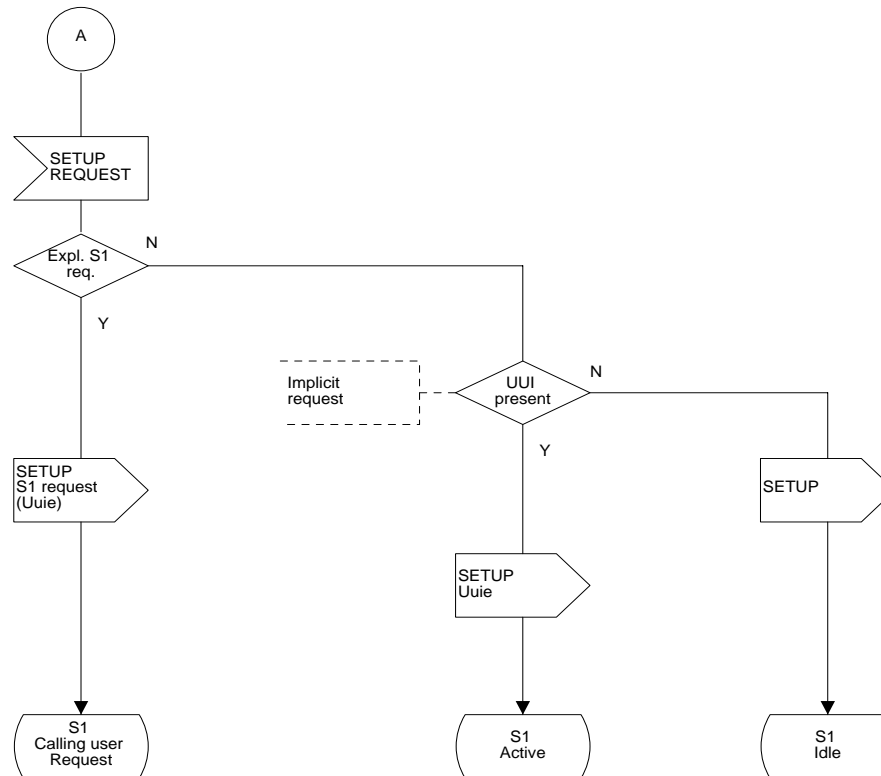 A
SETUP
REQUEST
Expl. S1
req.
N
Y
Implicit
request
UUI
present
N
Y
SETUP
S1 request
(Uuie)
SETUP
SETUP
Uuie
S1
Calling user
Request
S1
Active
S1
Idle